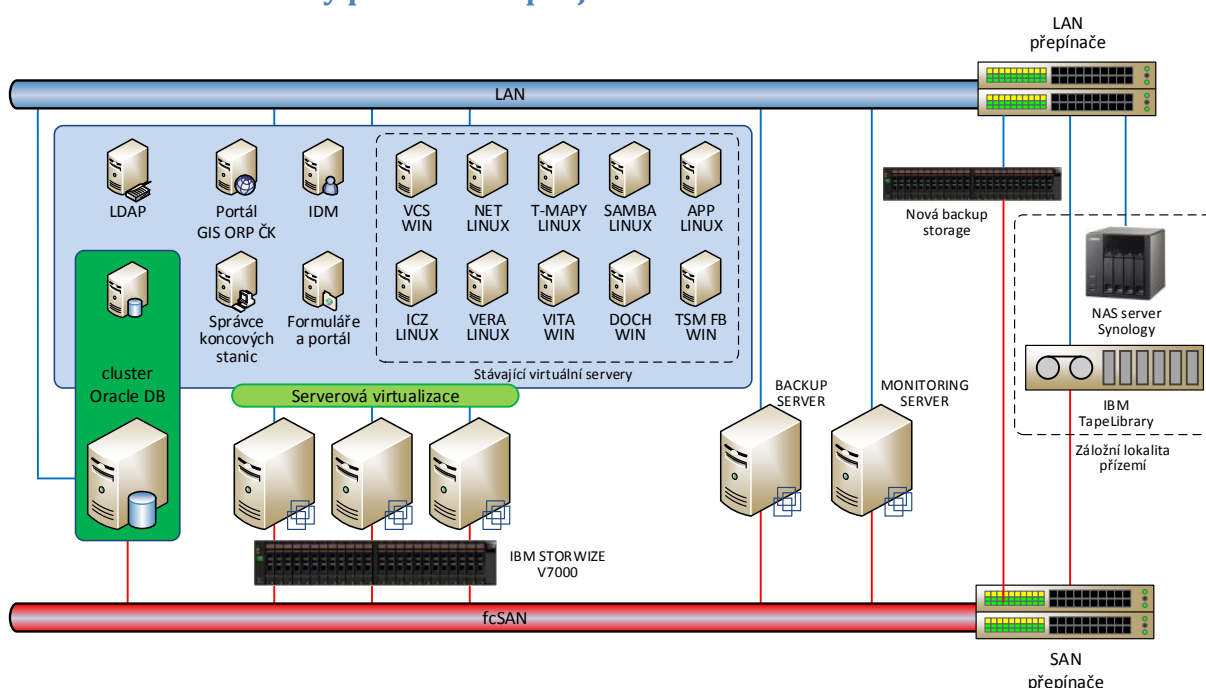 LAN
přepínače
LAN
LDAP
Portál
GIS ORP ČK
IDM
VCS
WIN
NET
LINUX
T-MAPY
LINUX
SAMBA
LINUX
APP
LINUX
Nová backup
storage
Správce
koncových
stanic
Formuláře
a portál
ICZ
LINUX
VERA
LINUX
VITA
WIN
DOCH
WIN
TSM FB
WIN
NAS server
Synology
Stávající virtuální servery
cluster
Oracle DB
Serverová virtualizace
BACKUP
SERVER
MONITORING
SERVER
IBM
TapeLibrary
Záložní lokalita
přízemí
IBM STORWIZE
V7000
fcSAN
SAN
přepínače